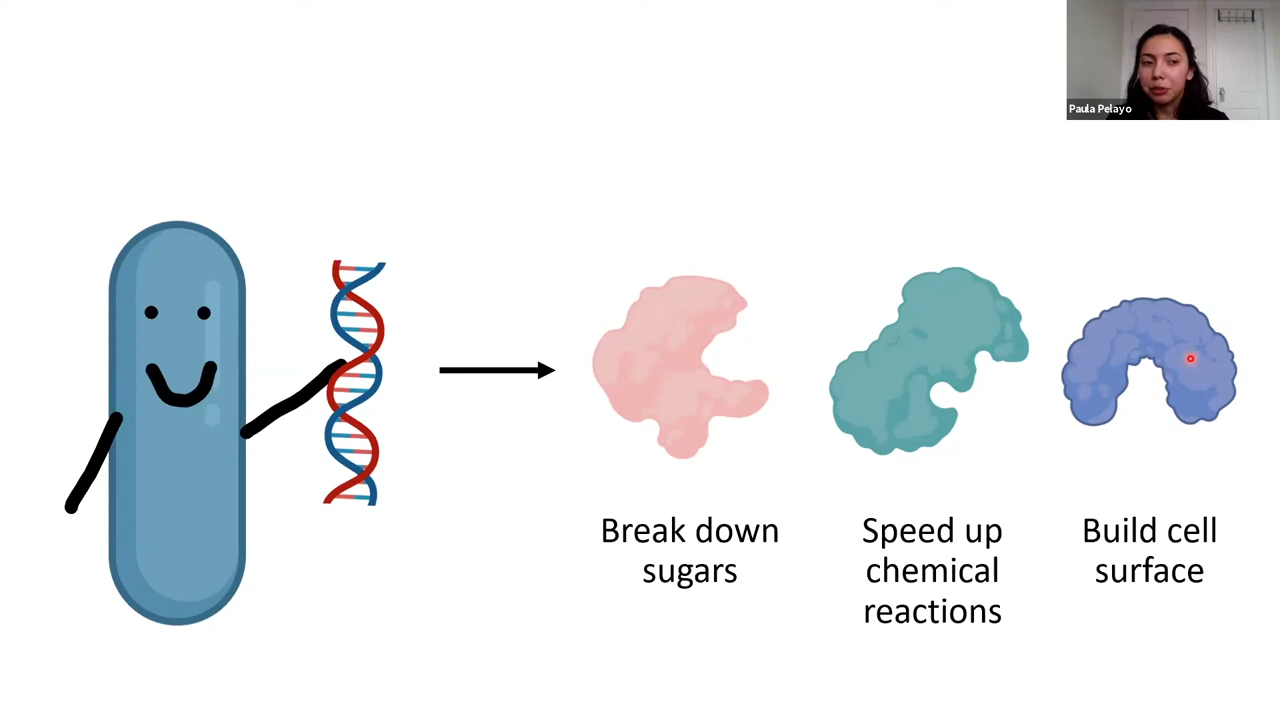 Paula Pelayo
Break down
sugars
Speed up
chemical
reactions
Build cell
surface